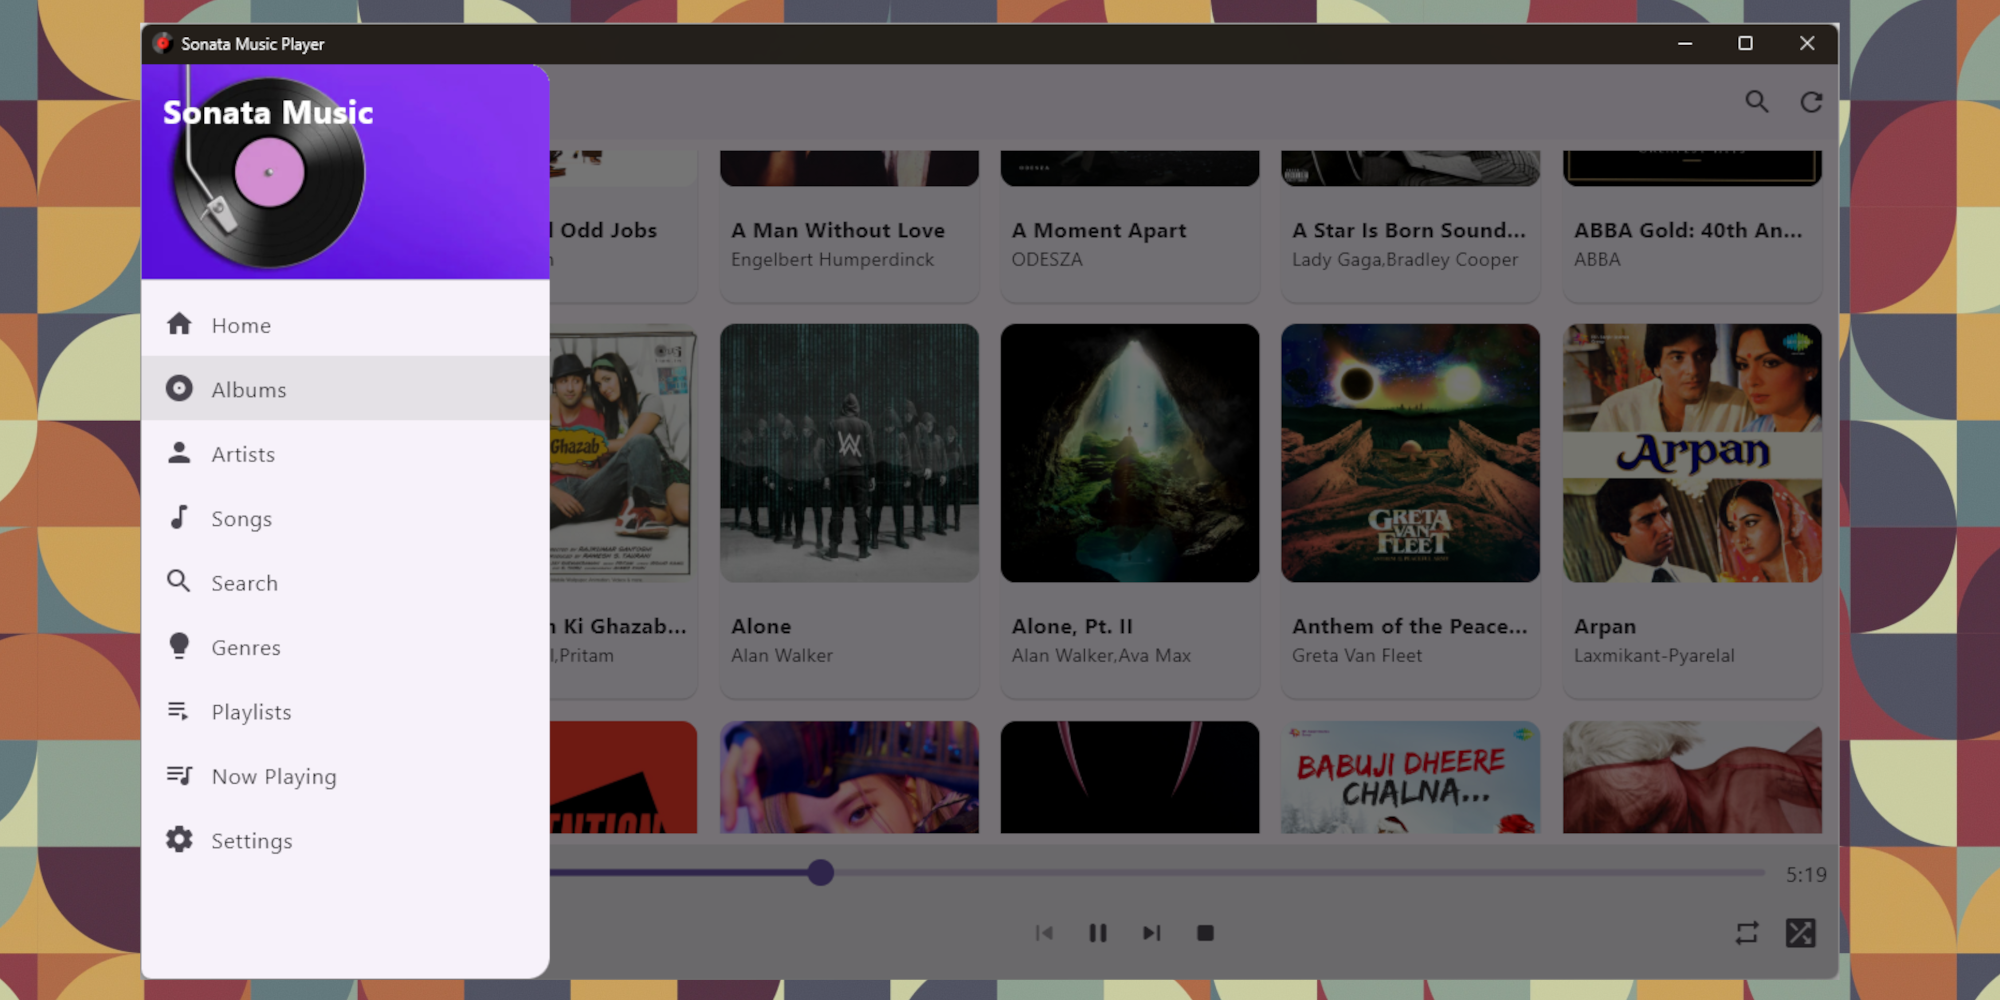 Sonata Music Player
Sonata Music
Home
Albums
Artists
Songs
Search
Genres
Playlists
Now Playing
Settings
ODESZA
Odd Jobs
A Man Without Love
Engelbert Humperdinck
A Moment Apart
ODESZA
A Star Is Born Sound...
Lady Gaga,Bradley Cooper
ABBA Gold: 40th An...
ABBA
Ghazab
GRETA
VAN
FLEET
Arpan
Ki Ghazab...
,Pritam
Alone
Alan Walker
Alone, Pt. II
Alan Walker,Ava Max
Anthem of the Peace...
Greta Van Fleet
Arpan
Laxmikant-Pyarelal
ENTION
BABUJI DHEERE
CHALNA...
5:19